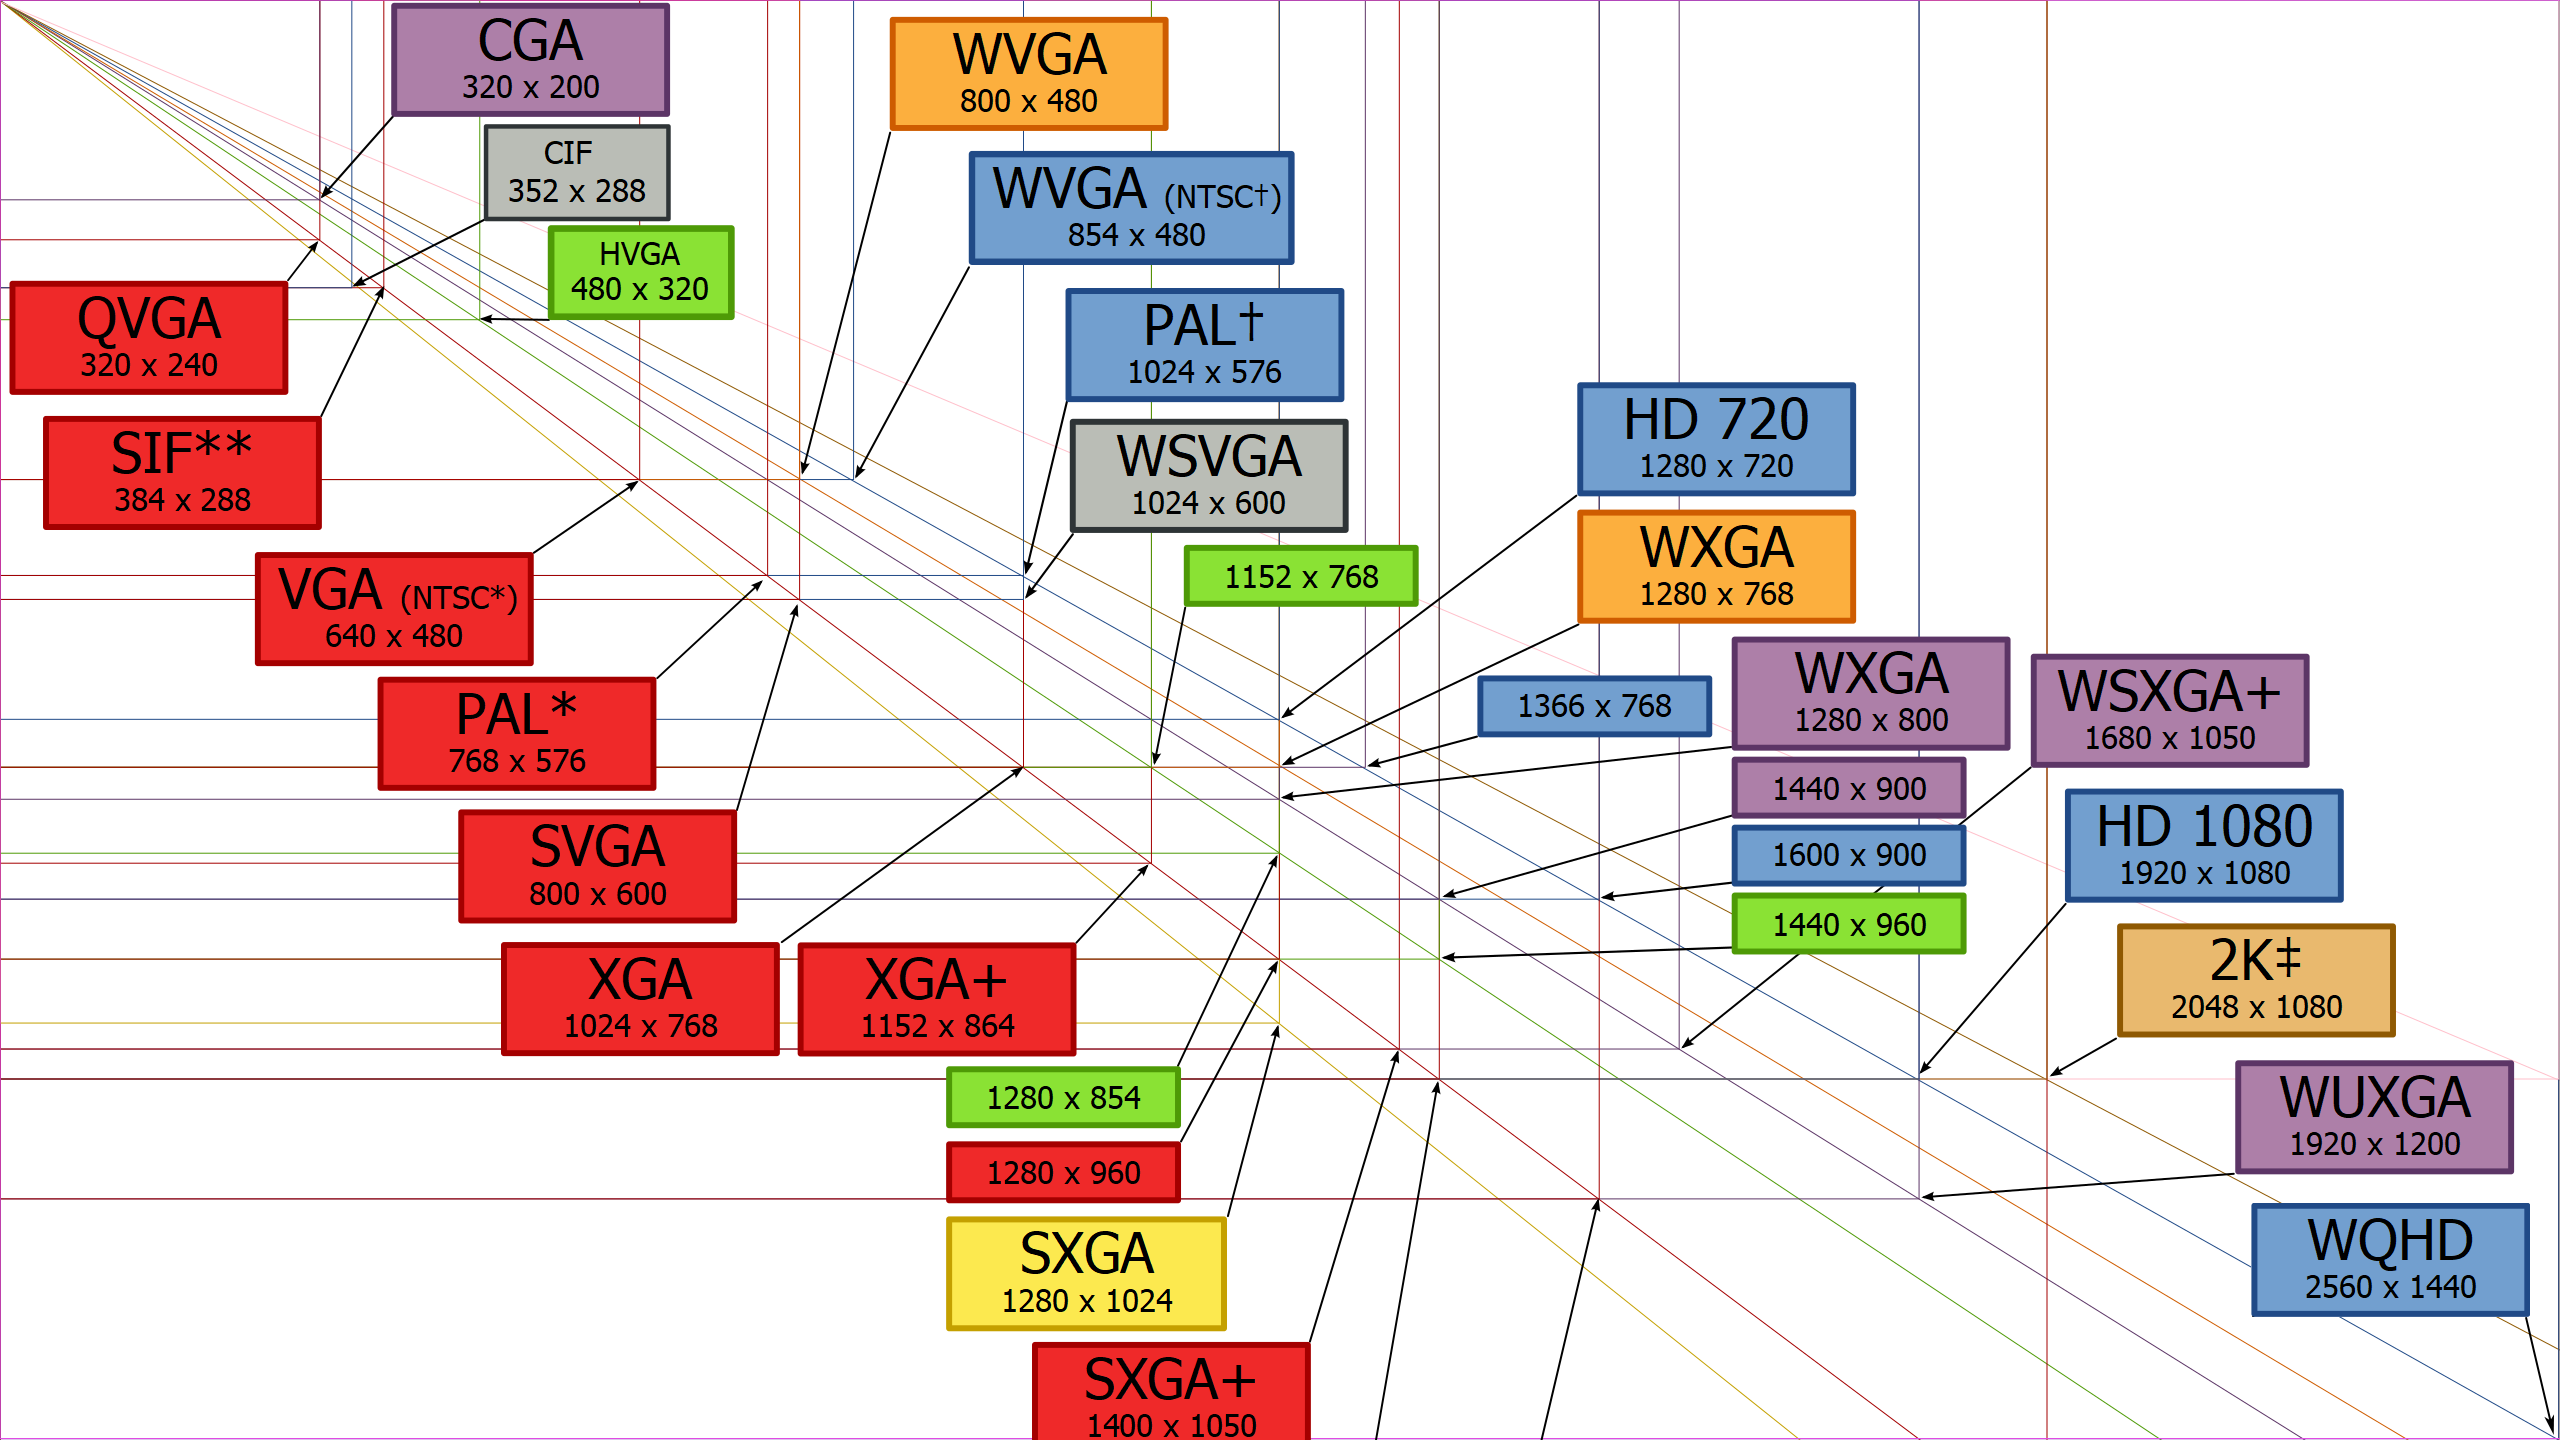 CGA
320 x 200
WVGA
800 x 480
CIF
352 x 288
WVGA (NTSC†)
854 x 480
HVGA
480 x 320
QVGA
320 x 240
PAL†
1024 x 576
SIF**
384 x 288
WSVGA
1024 x 600
HD 720
1280 x 720
WXGA
1280 x 768
VGA (NTSC*)
640 x 480
1152 x 768
PAL*
768 x 576
1366 x 768
WXGA
1280 x 800
WSXGA+
1680 x 1050
1440 x 900
SVGA
800 x 600
1600 x 900
HD 1080
1920 x 1080
1440 x 960
XGA
1024 x 768
XGA+
1152 x 864
2K‡
2048 x 1080
1280 x 854
WUXGA
1920 x 1200
1280 x 960
SXGA
1280 x 1024
WQHD
2560 x 1440
SXGA+
1400 x 1050